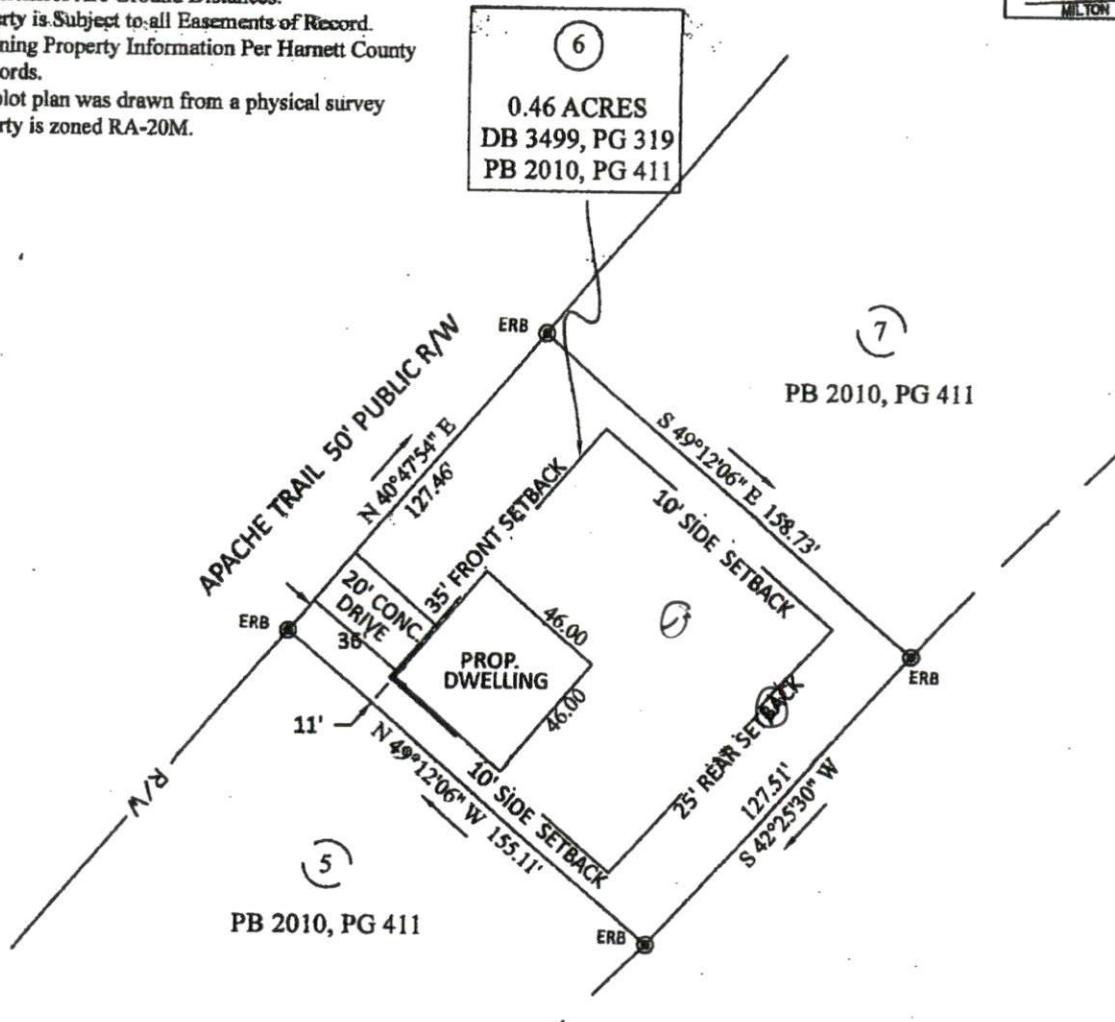 Ground Distances.
erty is Subject to all Easements of Record.
ning Property Information Per Harnett County
ords.
plot plan was drawn from a physical survey
rty is zoned RA-20M.
MILTON
6
0.46 ACRES
DB 3499, PG 319
PB 2010, PG 411
ERB
7
PB 2010, PG 411
APACHE TRAIL 50' PUBLIC R/W
N 40°47'54" E
127.46'
S 49°12'06" E 158.73'
35' FRONT SETBACK
10' SIDE SETBACK
20' CONC.
DRIVE
36'
ERB
PROP.
DWELLING
46.00
46.00
ERB
11'
N 49°12'06" W 155.11'
10' SIDE SETBACK
25' REAR SETBACK
127.51'
S 42°25'30" W
R/W
5
PB 2010, PG 411
ERB